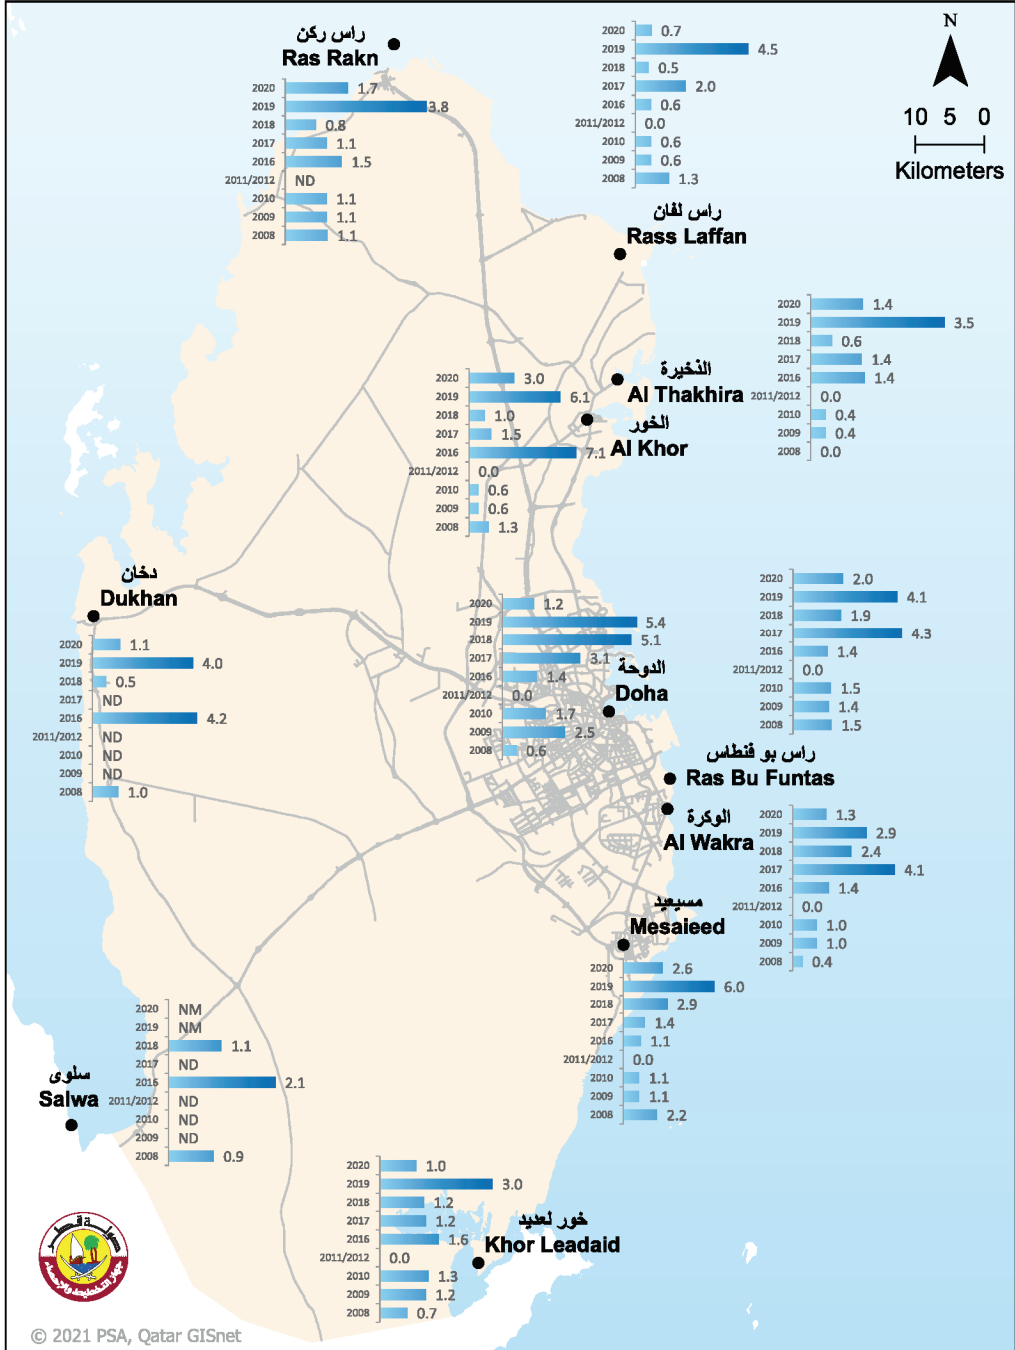 راس ركن
Ras Rakn
2020 1.7
2019 3.8
2018 0.8
2017 1.1
2016 1.5
2011/2012 ND
2010 1.1
2009 1.1
2008 1.1
2020 0.7
2019 4.5
2018 0.5
2017 2.0
2016 0.6
2011/2012 0.0
2010 0.6
2009 0.6
2008 1.3
N
10 5 0
Kilometers
راس لفان
Rass Laffan
2020 1.4
2019 3.5
2018 0.6
2017 1.4
2016 1.4
2011/2012 0.0
2010 0.4
2009 0.4
2008 0.0
الذخيرة
Al Thakhira
الخور
Al Khor
2020 3.0
2019 6.1
2018 1.0
2017 1.5
2016 7.1
2011/2012 0.0
2010 0.6
2009 0.6
2008 1.3
دخان
Dukhan
2020 1.1
2019 4.0
2018 0.5
2017 ND
2016 4.2
2011/2012 ND
2010 ND
2009 ND
2008 1.0
2020 1.2
2019 5.4
2018 5.1
2017 3.1
2016 1.4
2011/2012 0.0
2010 1.7
2009 2.5
2008 0.6
الدوحة
Doha
2020 2.0
2019 4.1
2018 1.9
2017 4.3
2016 1.4
2011/2012 0.0
2010 1.5
2009 1.4
2008 1.5
راس بو فنطاس
Ras Bu Funtas
الوكرة
Al Wakra
2020 1.3
2019 2.9
2018 2.4
2017 4.1
2016 1.4
2011/2012 0.0
2010 1.0
2009 1.0
2008 0.4
مسيعيد
Mesaieed
2020 2.6
2019 6.0
2018 2.9
2017 1.4
2016 1.1
2011/2012 0.0
2010 1.1
2009 1.1
2008 2.2
2020 NM
2019 NM
2018 1.1
2017 ND
2016 2.1
2011/2012 ND
2010 ND
2009 ND
2008 0.9
سلوى
Salwa
2020 1.0
2019 3.0
2018 1.2
2017 1.2
2016 1.6
2011/2012 0.0
2010 1.3
2009 1.2
2008 0.7
خور لعديد
Khor Leadaid
دولة قطر
جهاز التخطيط والإحصاء
© 2021 PSA, Qatar GISnet